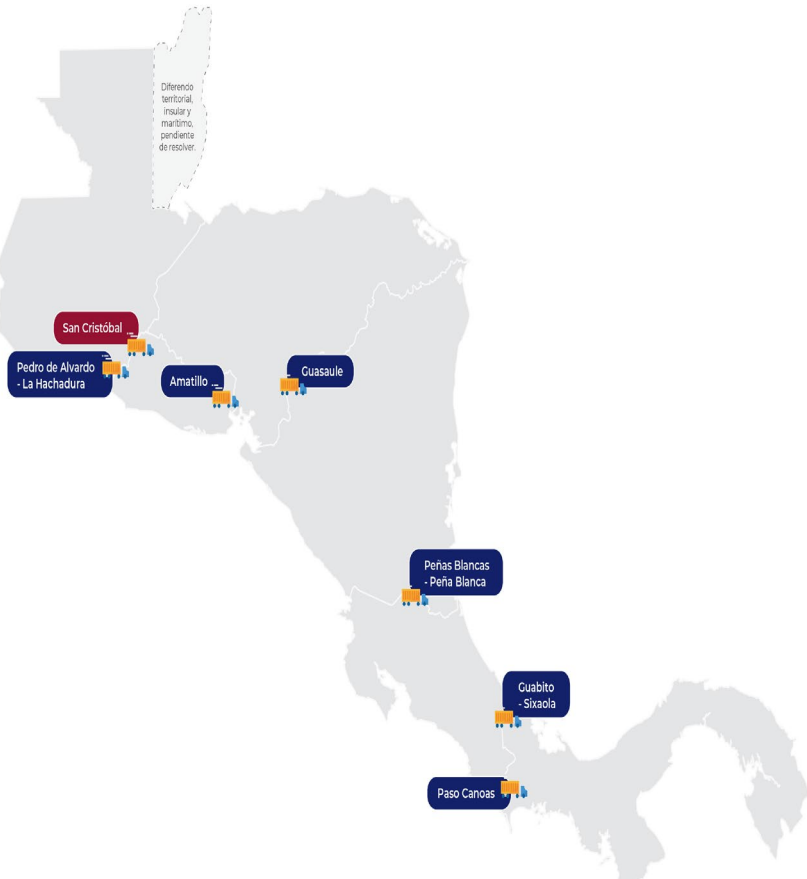 Diferendo
territorial,
insular y
marítimo,
pendiente
de resolver.
San Cristóbal
Pedro de Alvardo
- La Hachadura
Amatillo
Guasaule
Peñas Blancas
- Peña Blanca
Guabito
- Sixaola
Paso Canoas